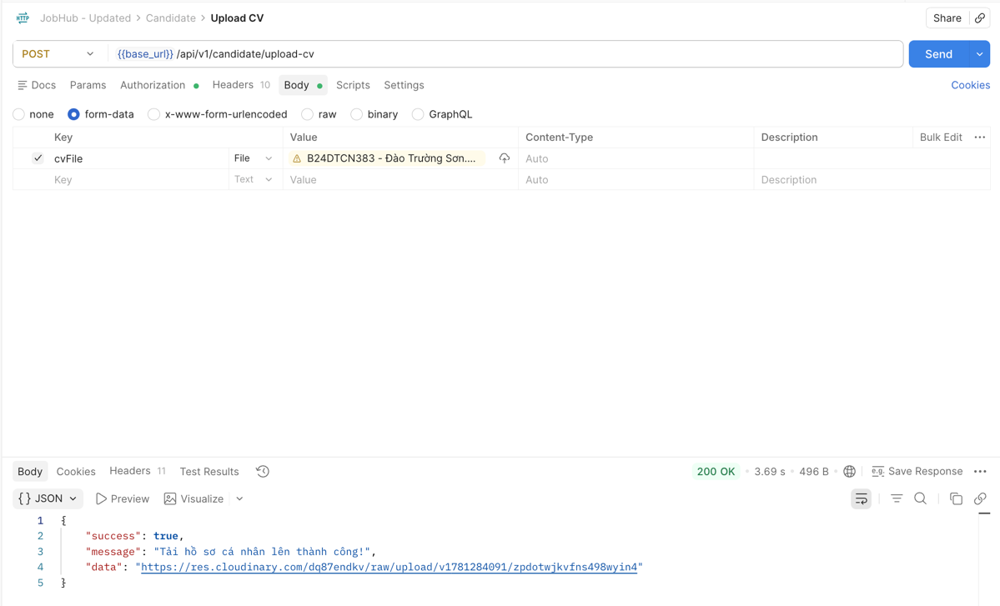 HTTP JobHub - Updated > Candidate > Upload CV Share
POST {{base_url}} /api/v1/candidate/upload-cv Send
Docs Params Authorization Headers 10 Body Scripts Settings Cookies
none form-data x-www-form-urlencoded raw binary GraphQL
Key Value Content-Type Description Bulk Edit ...
cvFile File B24DTCN383 - Đào Trường Sơn.... Auto
Key Text Value Auto Description
Body Cookies Headers 11 Test Results 200 OK • 3.69 s • 496 B • e.g. Save Response ...
{} JSON Preview Visualize
1 {
2 "success": true,
3 "message": "Tải hồ sơ cá nhân lên thành công!",
4 "data": "https://res.cloudinary.com/dq87endkv/raw/upload/v1781284091/zpdotwjkvfns498wyin4"
5 }